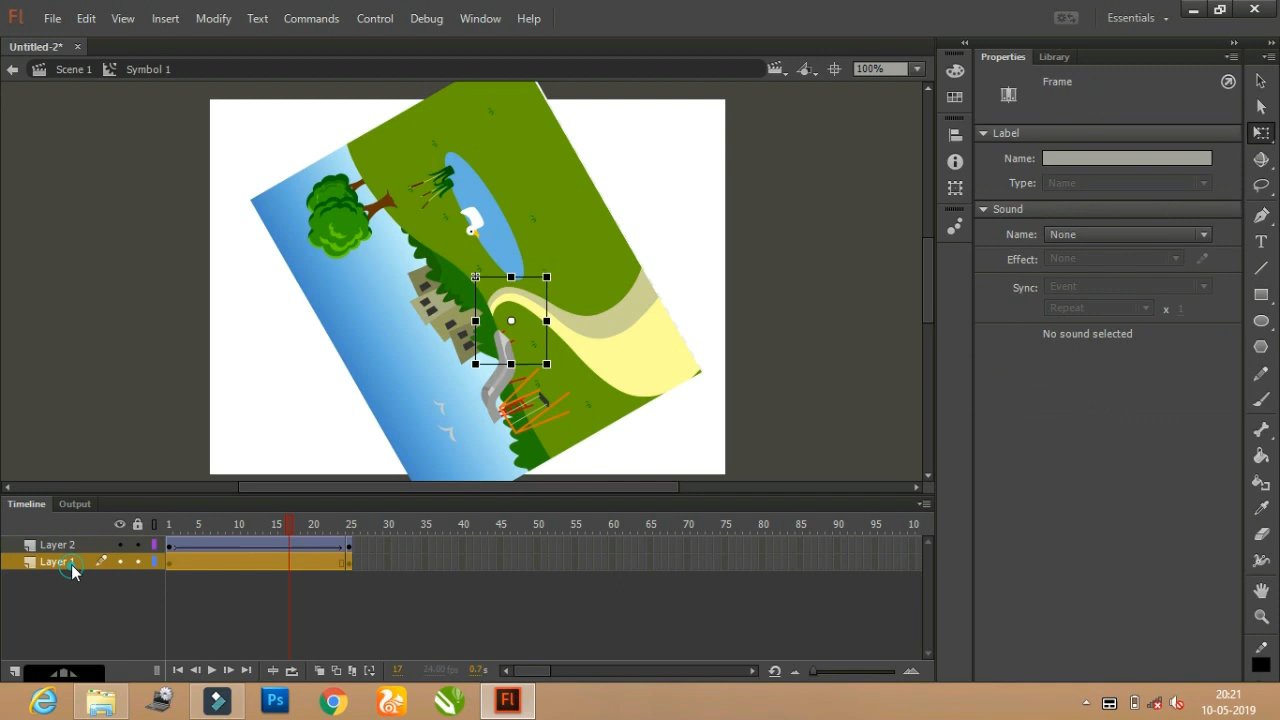 Fl File Edit View Insert Modify Text Commands Control Debug Window Help Essentials
Untitled-2* ×
Scene 1 Symbol 1 100%
Properties Library
Frame
Label
Name:
Type: Name
Sound
Name: None
Effect: None
Sync: Event
Repeat x 1
No sound selected
Timeline Output
1 5 10 15 20 25 30 35 40 45 50 55 60 65 70 75 80 85 90 95 10
Layer 2
Layer 1
17 24.00 fps 0.7 s
Ps Fl
20:21
10-05-2019